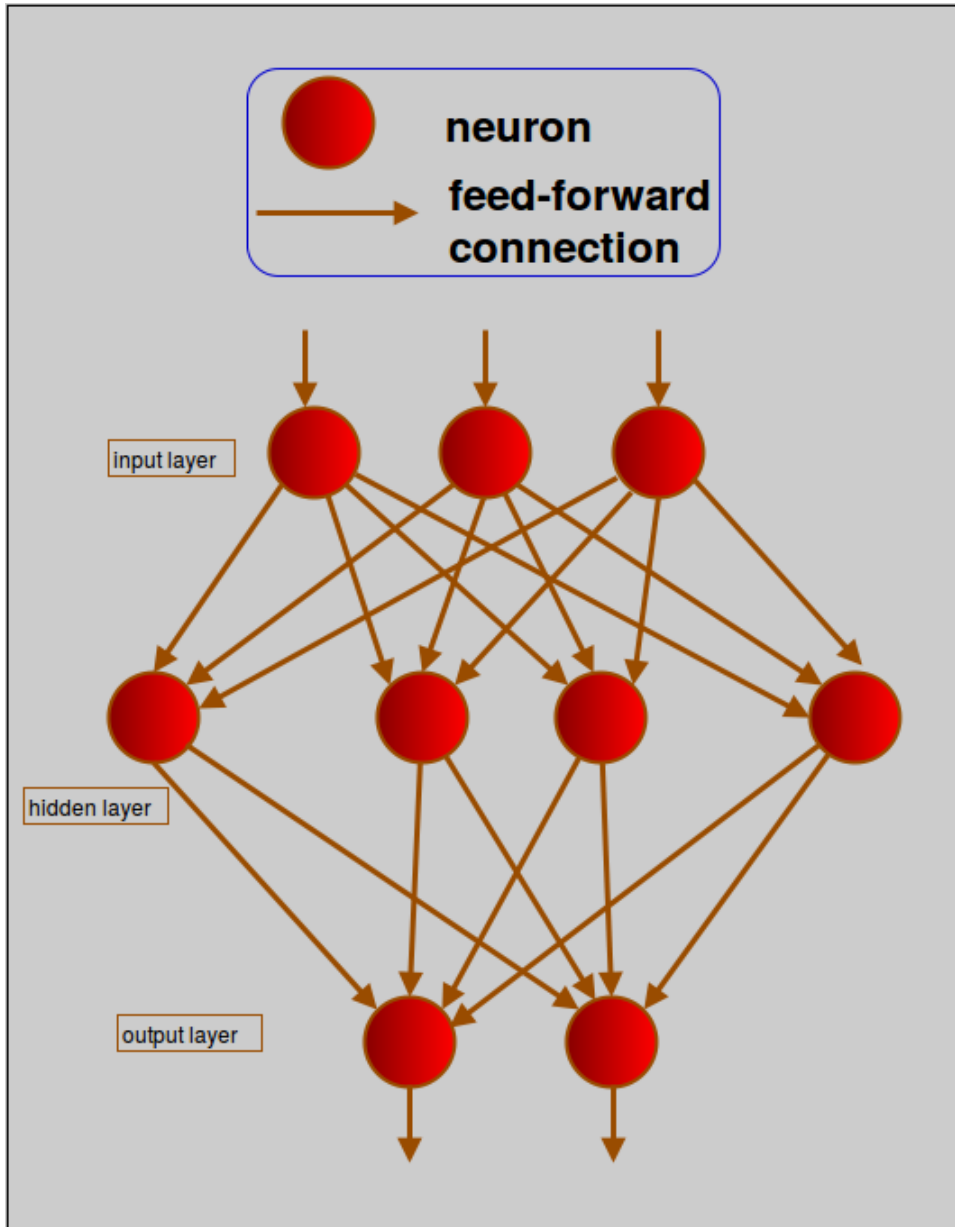 neuron
feed-forward
connection
input layer
hidden layer
output layer